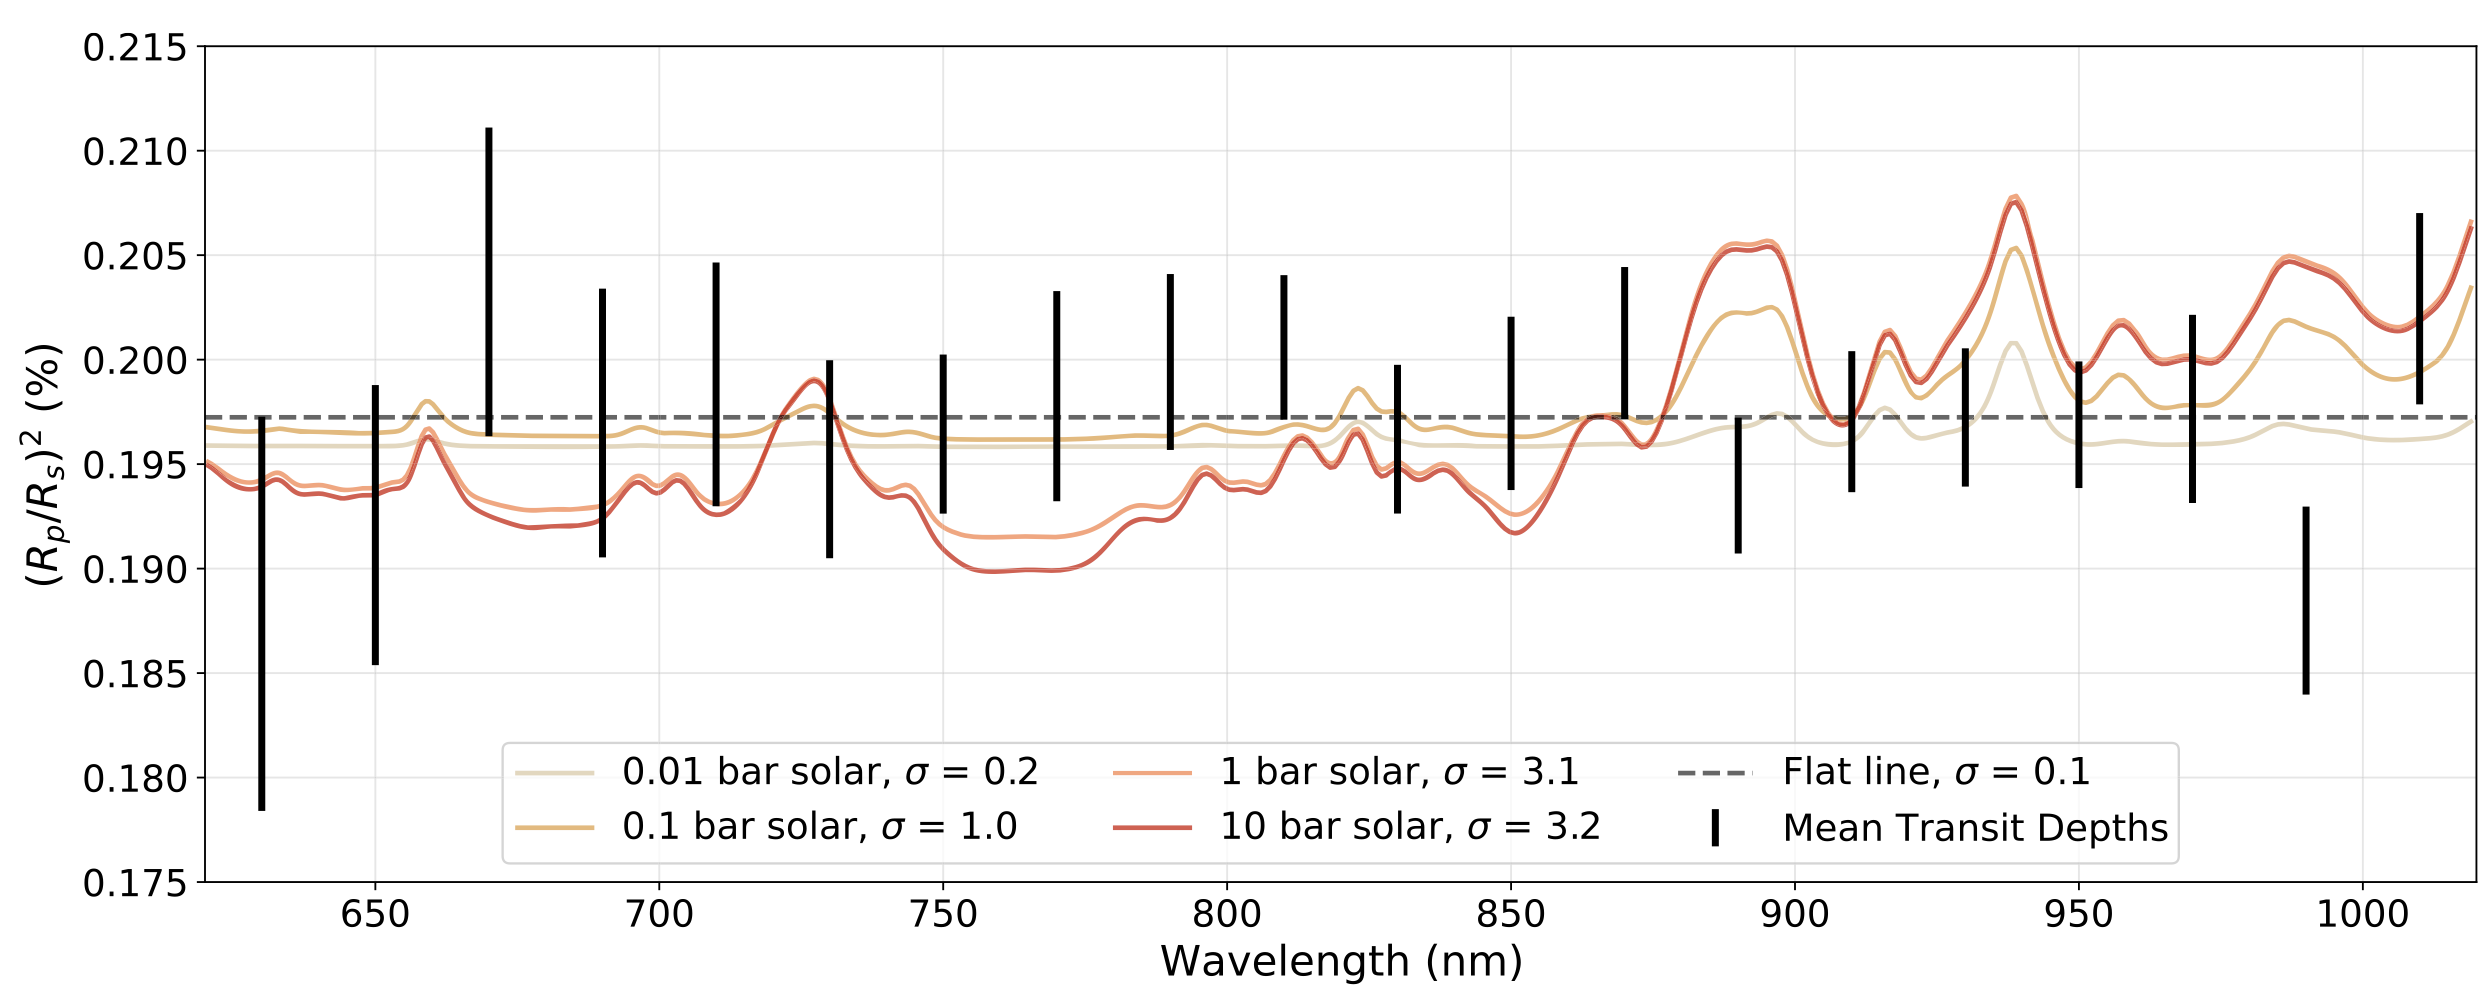 (Rp/Rs)² (%)
0.215
0.210
0.205
0.200
0.195
0.190
0.185
0.180
0.175
0.01 bar solar, σ = 0.2
0.1 bar solar, σ = 1.0
1 bar solar, σ = 3.1
10 bar solar, σ = 3.2
Flat line, σ = 0.1
Mean Transit Depths
650 700 750 800 850 900 950 1000
Wavelength (nm)